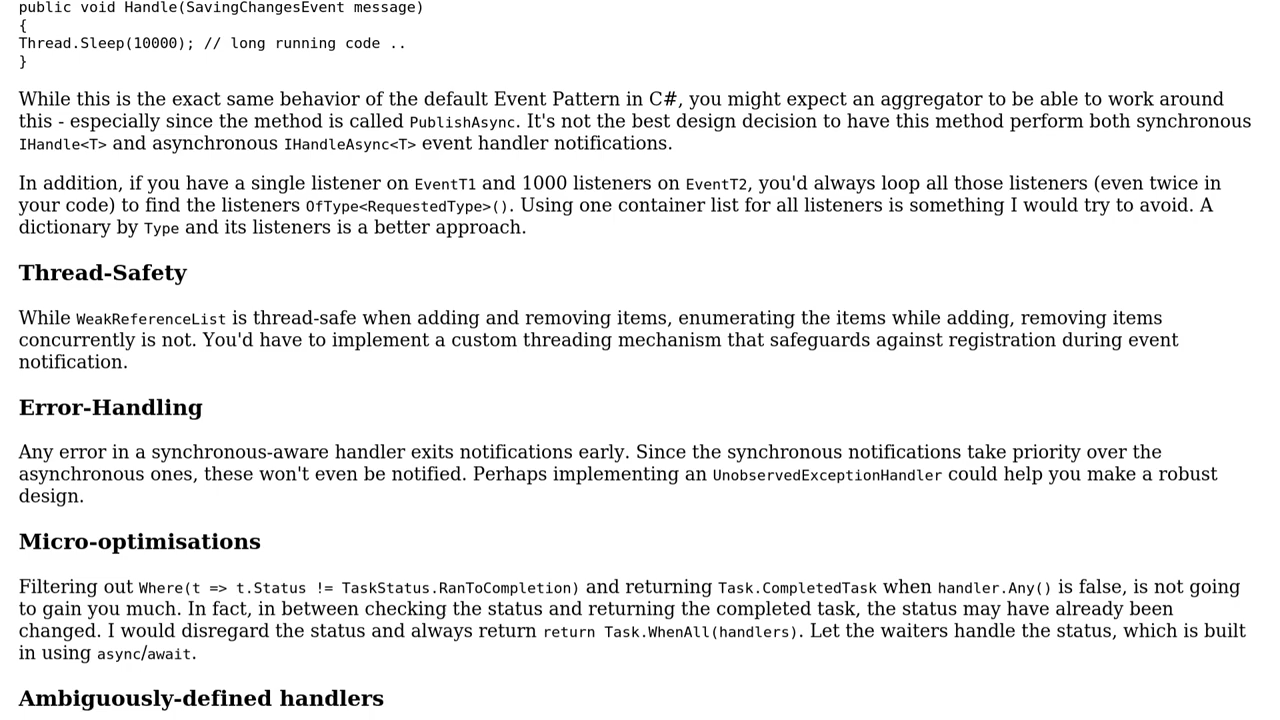 public void Handle(SavingChangesEvent message)
{
Thread.Sleep(10000); // long running code ..
}
While this is the exact same behavior of the default Event Pattern in C#, you might expect an aggregator to be able to work around
this - especially since the method is called PublishAsync. It's not the best design decision to have this method perform both synchronous
IHandle<T> and asynchronous IHandleAsync<T> event handler notifications.
In addition, if you have a single listener on EventT1 and 1000 listeners on EventT2, you'd always loop all those listeners (even twice in
your code) to find the listeners OfType<RequestedType>(). Using one container list for all listeners is something I would try to avoid. A
dictionary by Type and its listeners is a better approach.
Thread-Safety
While WeakReferenceList is thread-safe when adding and removing items, enumerating the items while adding, removing items
concurrently is not. You'd have to implement a custom threading mechanism that safeguards against registration during event
notification.
Error-Handling
Any error in a synchronous-aware handler exits notifications early. Since the synchronous notifications take priority over the
asynchronous ones, these won't even be notified. Perhaps implementing an UnobservedExceptionHandler could help you make a robust
design.
Micro-optimisations
Filtering out Where(t => t.Status != TaskStatus.RanToCompletion) and returning Task.CompletedTask when handler.Any() is false, is not going
to gain you much. In fact, in between checking the status and returning the completed task, the status may have already been
changed. I would disregard the status and always return return Task.WhenAll(handlers). Let the waiters handle the status, which is built
in using async/await.
Ambiguously-defined handlers